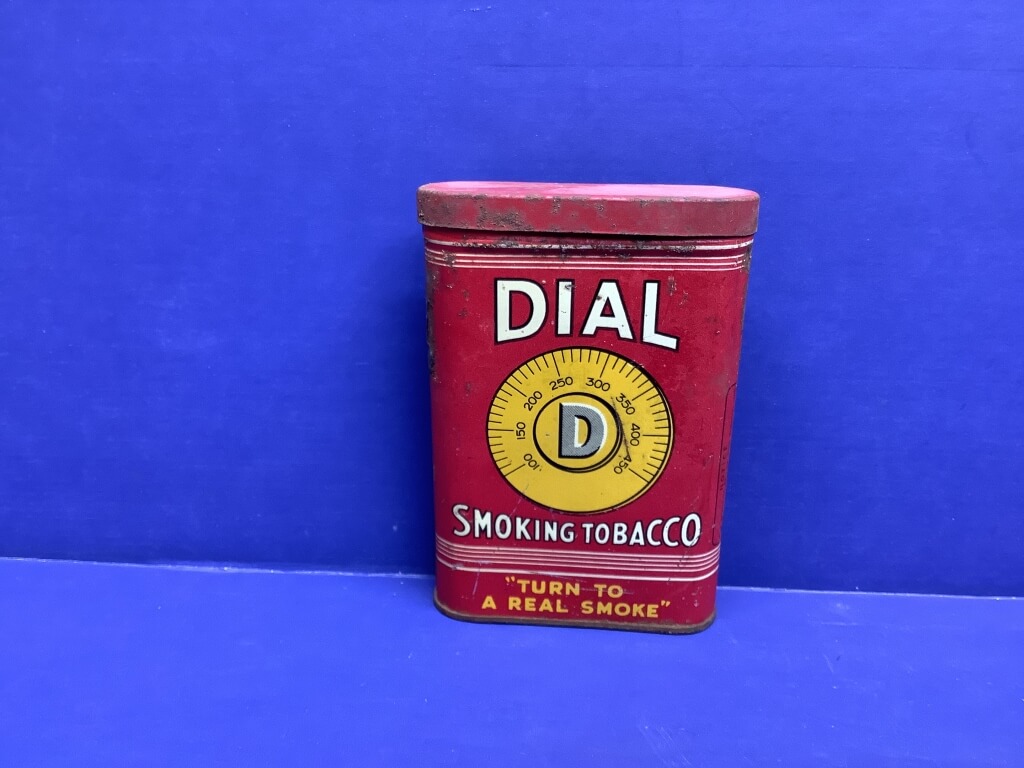 DIAL
100 150 200 250 300 350 400 450
D
SMOKING TOBACCO
"TURN TO
A REAL SMOKE"